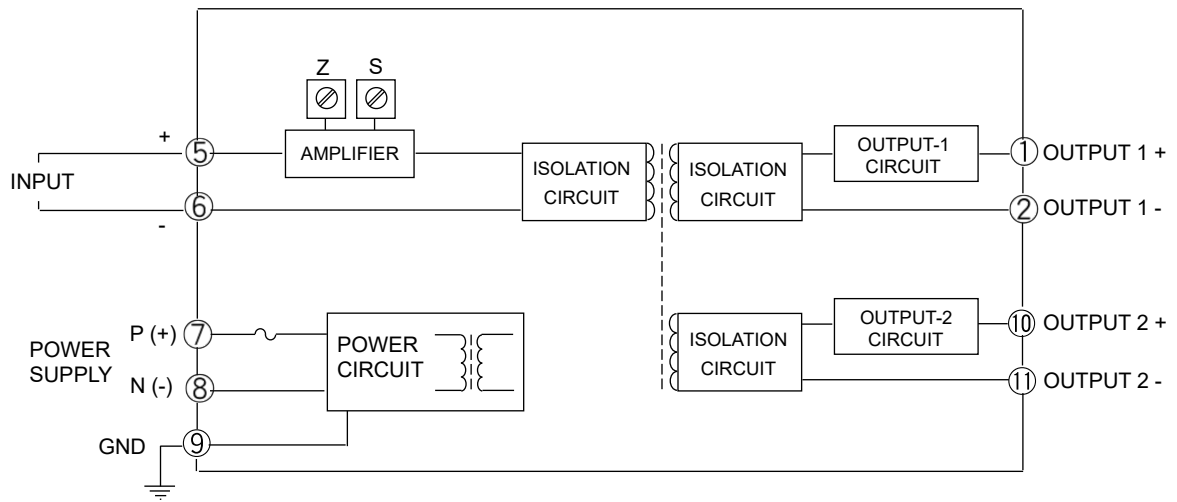 Z
S
+
5
AMPLIFIER
INPUT
6
-
ISOLATION
CIRCUIT
ISOLATION
CIRCUIT
OUTPUT-1
CIRCUIT
1
OUTPUT 1 +
2
OUTPUT 1 -
POWER
SUPPLY
P (+)
7
N (-)
8
GND
9
POWER
CIRCUIT
ISOLATION
CIRCUIT
OUTPUT-2
CIRCUIT
10
OUTPUT 2 +
11
OUTPUT 2 -